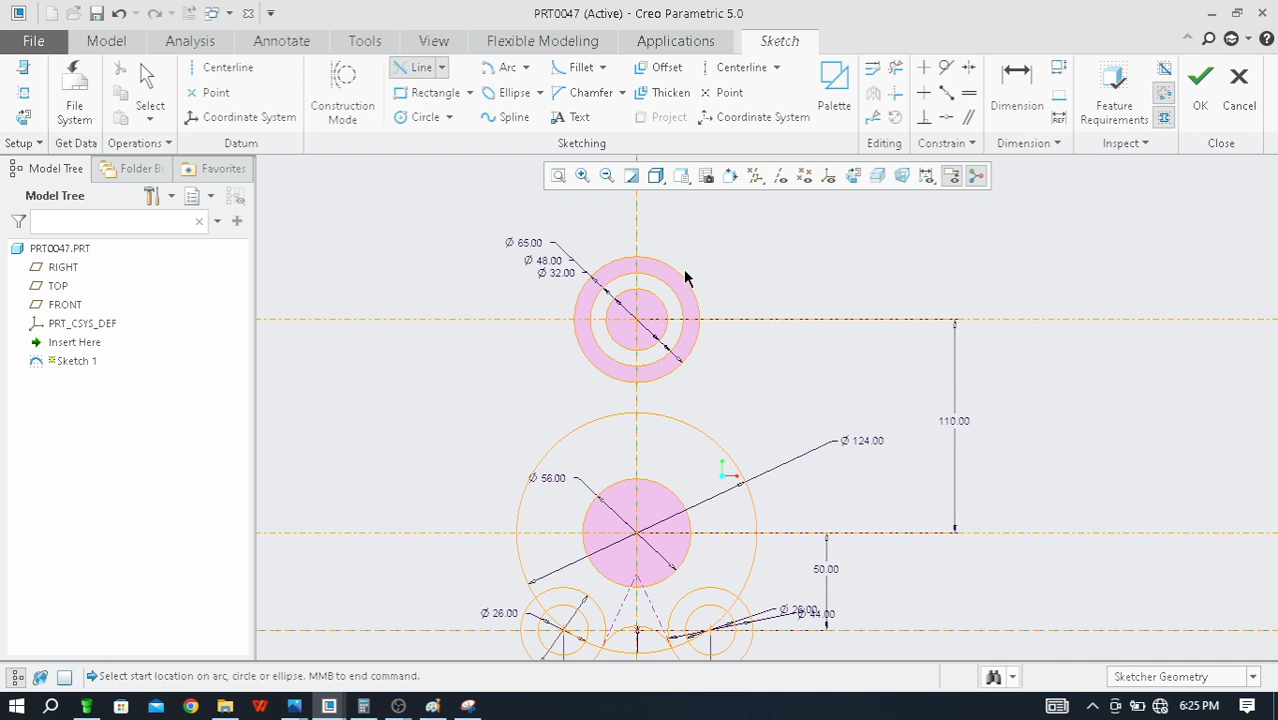 PRT0047 (Active) - Creo Parametric 5.0
File Model Analysis Annotate Tools View Flexible Modeling Applications Sketch
Centerline Line Arc Fillet Offset Centerline
Point Rectangle Ellipse Chamfer Thicken Point
File System Select Coordinate System Construction Mode Circle Spline Text Project Coordinate System Palette Dimension Feature Requirements OK Cancel
Setup Get Data Operations Datum Sketching Editing Constrain Dimension Inspect Close
Model Tree Folder Br Favorites
Model Tree
PRT0047.PRT
RIGHT
TOP
FRONT
PRT_CSYS_DEF
Insert Here
Sketch 1
Ø 65.00
Ø 48.00
Ø 32.00
110.00
Ø 124.00
Ø 56.00
50.00
Ø 26.00
Ø 44.00
Select start location on arc, circle or ellipse. MMB to end command.
Sketcher Geometry
6:25 PM